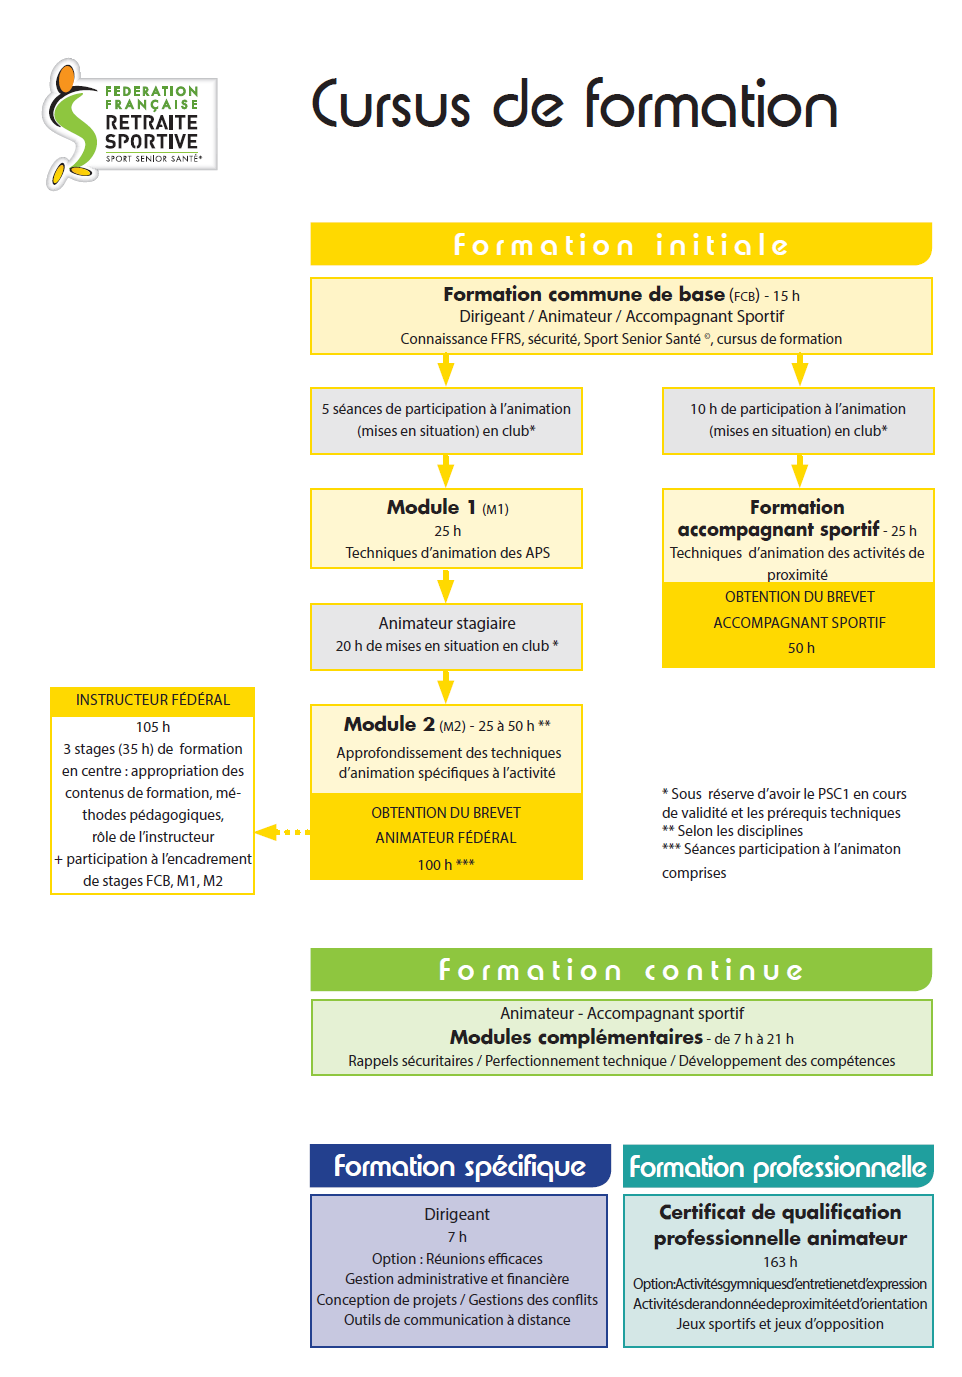 FEDERATION
FRANÇAISE
RETRAITE
SPORTIVE
SPORT SENIOR SANTÉ*
Cursus de formation
Formation initiale
Formation commune de base (FCB) - 15 h
Dirigeant / Animateur / Accompagnant Sportif
Connaissance FFRS, sécurité, Sport Senior Santé ©, cursus de formation
5 séances de participation à l'animation
(mises en situation) en club*
10 h de participation à l'animation
(mises en situation) en club*
Module 1 (M1)
25 h
Techniques d'animation des APS
Formation
accompagnant sportif - 25 h
Techniques d'animation des activités de
proximité
OBTENTION DU BREVET
ACCOMPAGNANT SPORTIF
50 h
Animateur stagiaire
20 h de mises en situation en club *
INSTRUCTEUR FÉDÉRAL
105 h
3 stages (35 h) de formation
en centre : appropriation des
contenus de formation, mé-
thodes pédagogiques,
rôle de l'instructeur
+ participation à l'encadrement
de stages FCB, M1, M2
Module 2 (M2) - 25 à 50 h **
Approfondissement des techniques
d'animation spécifiques à l'activité
OBTENTION DU BREVET
ANIMATEUR FÉDÉRAL
100 h ***
* Sous réserve d'avoir le PSC1 en cours
de validité et les prérequis techniques
** Selon les disciplines
*** Séances participation à l'animaton
comprises
Formation continue
Animateur - Accompagnant sportif
Modules complémentaires - de 7 h à 21 h
Rappels sécuritaires / Perfectionnement technique / Développement des compétences
Formation spécifique
Dirigeant
7 h
Option : Réunions efficaces
Gestion administrative et financière
Conception de projets / Gestions des conflits
Outils de communication à distance
Formation professionnelle
Certificat de qualification
professionnelle animateur
163 h
Option:Activitésgymniquesd'entretienetd'expression
Activitésderandonnéedeproximitéetd'orientation
Jeux sportifs et jeux d'opposition